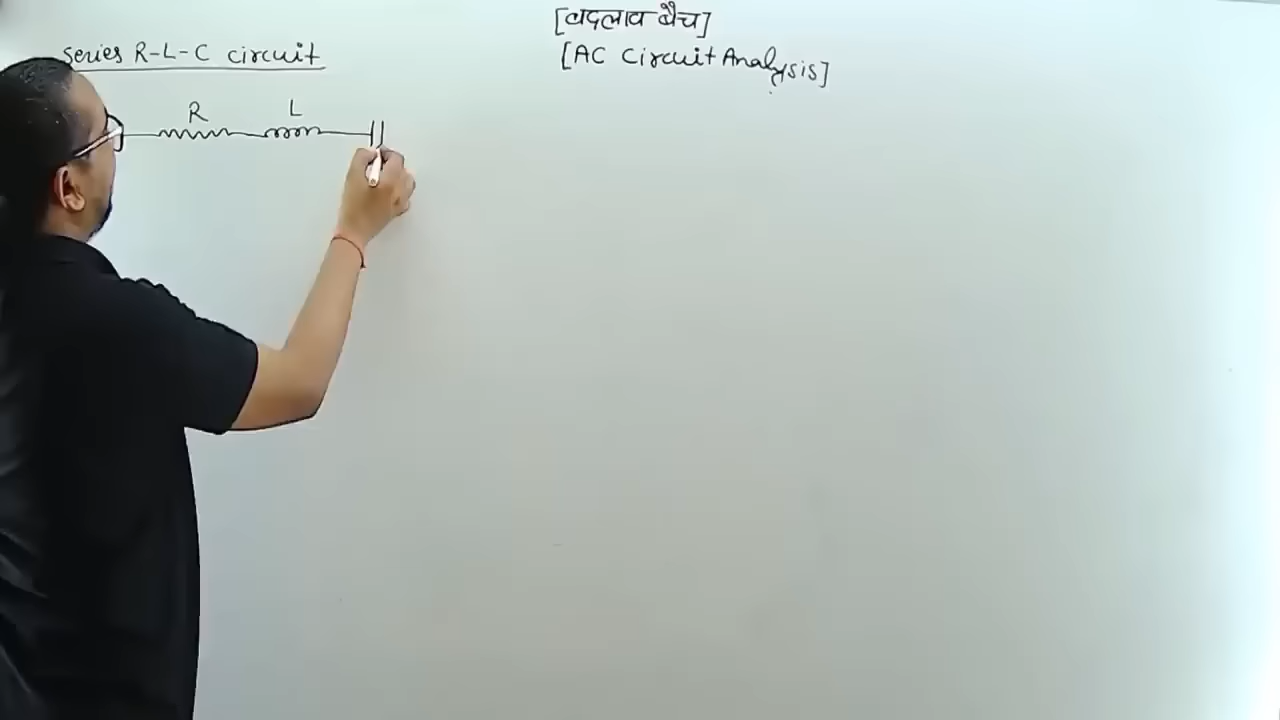 [बदलाव बैच]
[AC Circuit Analysis]
series R-L-C circuit
R
L